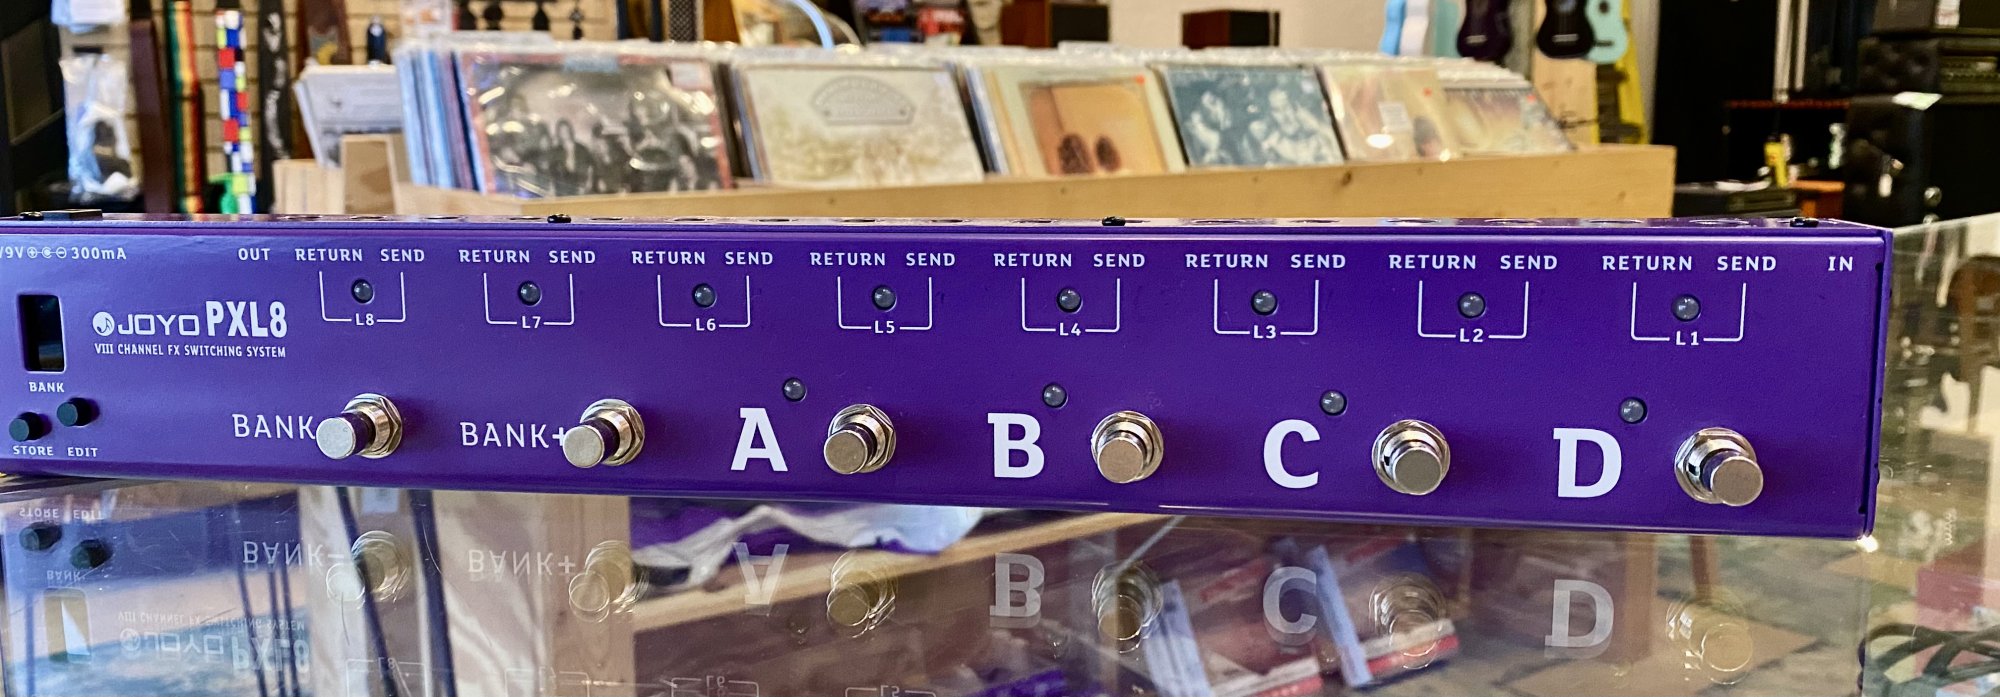 /9V 300mA OUT RETURN SEND RETURN SEND RETURN SEND RETURN SEND RETURN SEND RETURN SEND RETURN SEND RETURN SEND IN
L8 L7 L6 L5 L4 L3 L2 L1
JOYO PXL8
VIII CHANNEL FX SWITCHING SYSTEM
BANK
STORE EDIT
BANK BANK+ A B C D